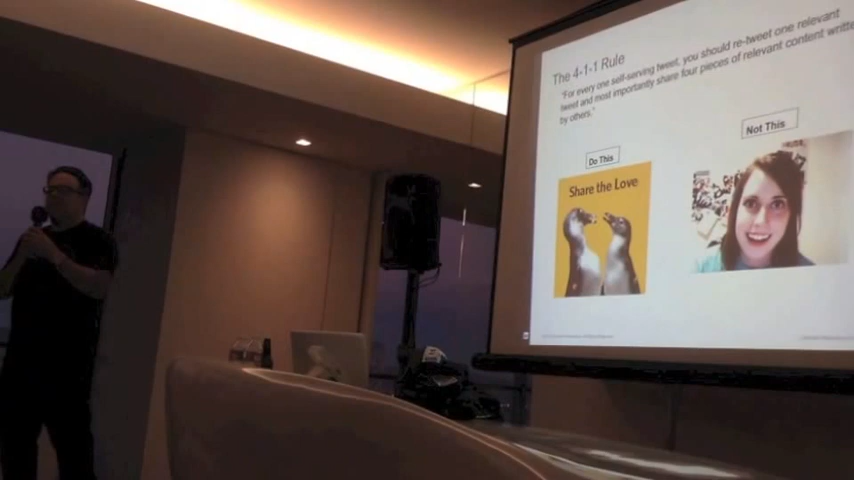 The 4-1-1 Rule
"For every one self-serving tweet, you should re-tweet one relevant
tweet and most importantly share four pieces of relevant content writte
by others."
Do This
Not This
Share the Love